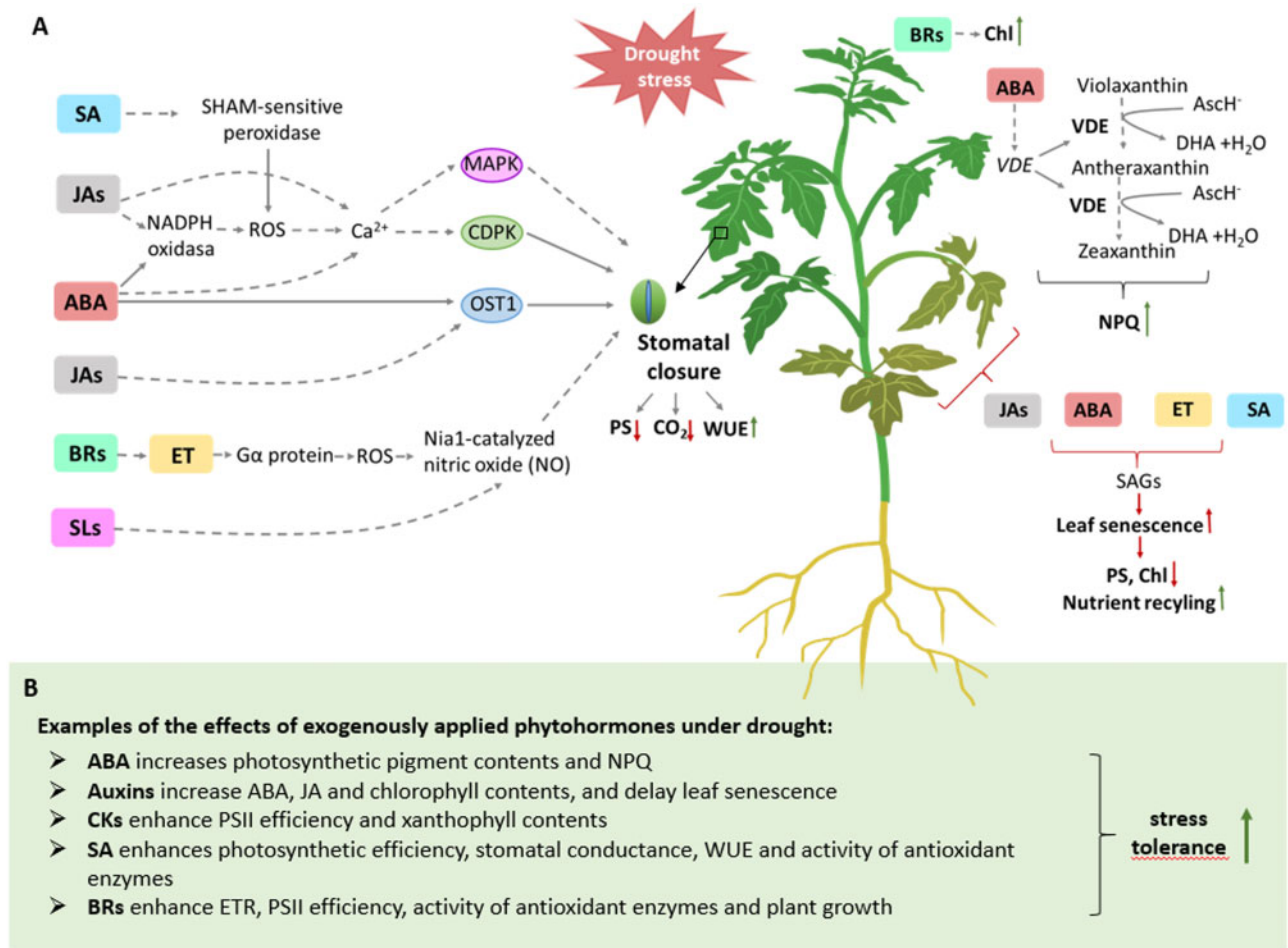 A
Drought
stress
BRs
Chl
SA
SHAM-sensitive
peroxidase
JAs
NADPH
oxidasa
ROS
Ca²⁺
MAPK
CDPK
ABA
OST1
JAs
BRs
ET
Gα protein
ROS
Nia1-catalyzed
nitric oxide (NO)
SLs
Stomatal
closure
PS CO₂ WUE
ABA
VDE
Violaxanthin
VDE
AscH⁻
DHA +H₂O
Antheraxanthin
VDE
AscH⁻
DHA +H₂O
Zeaxanthin
NPQ
JAs ABA ET SA
SAGs
Leaf senescence
PS, Chl
Nutrient recyling
B
Examples of the effects of exogenously applied phytohormones under drought:
ABA increases photosynthetic pigment contents and NPQ
Auxins increase ABA, JA and chlorophyll contents, and delay leaf senescence
CKs enhance PSII efficiency and xanthophyll contents
SA enhances photosynthetic efficiency, stomatal conductance, WUE and activity of antioxidant
enzymes
BRs enhance ETR, PSII efficiency, activity of antioxidant enzymes and plant growth
stress
tolerance